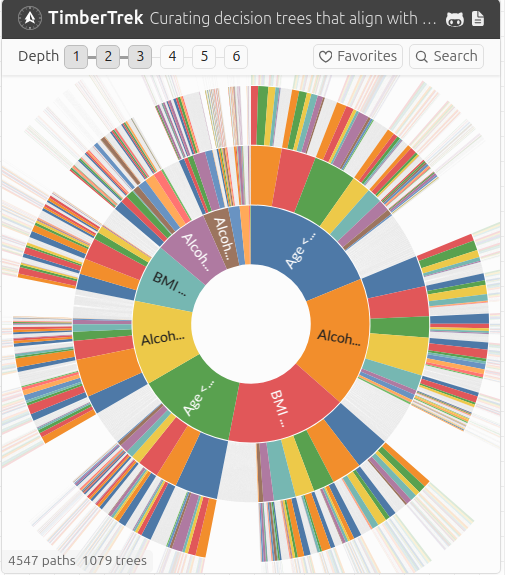 TimberTrek Curating decision trees that align with ...
Depth 1 2 3 4 5 6 Favorites Search
Age <...
Alcoh...
BMI ...
Age <...
Alcoh...
BMI ...
Alcoh...
Alcoh...
4547 paths 1079 trees